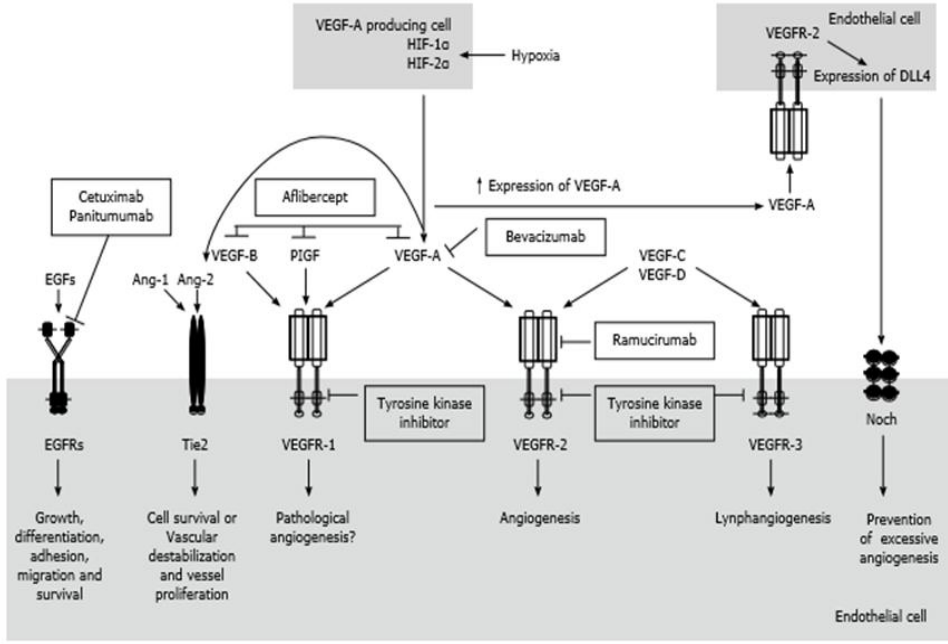 VEGF-A producing cell
HIF-1α
HIF-2α
Hypoxia
Endothelial cell
VEGFR-2
Expression of DLL4
Cetuximab
Panitumumab
Aflibercept
↑ Expression of VEGF-A
VEGF-A
Bevacizumab
VEGF-B
PIGF
VEGF-A
VEGF-C
VEGF-D
EGFs
Ang-1
Ang-2
Ramucirumab
Tyrosine kinase
inhibitor
Tyrosine kinase
inhibitor
Noch
EGFRs
Tie2
VEGFR-1
VEGFR-2
VEGFR-3
Growth,
differentiation,
adhesion,
migration and
survival
Cell survival or
Vascular
destabilization
and vessel
proliferation
Pathological
angiogenesis?
Angiogenesis
Lynphangiogenesis
Prevention
of excessive
angiogenesis
Endothelial cell